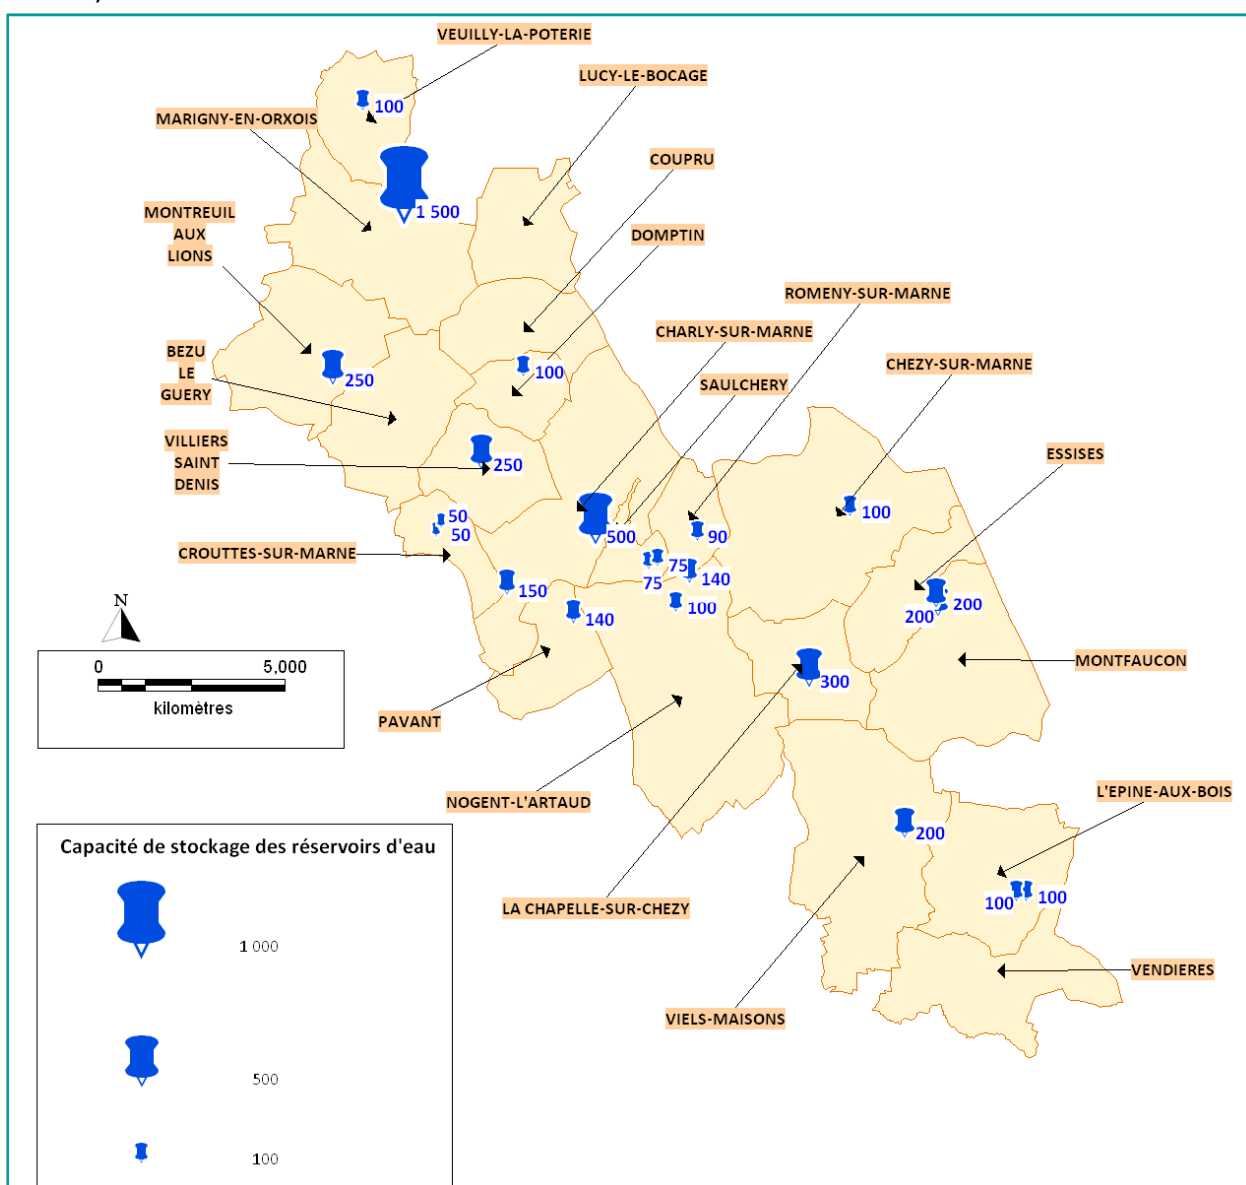 VEUILLY-LA-POTERIE
LUCY-LE-BOCAGE
100
MARIGNY-EN-ORXOIS
COUPRU
MONTREUIL
AUX
LIONS
1 500
DOMPTIN
ROMENY-SUR-MARNE
CHARLY-SUR-MARNE
BEZU
LE
GUERY
CHEZY-SUR-MARNE
250
100
SAULCHERY
VILLIERS
SAINT
DENIS
ESSISES
250
50
50
100
500
90
CROUTTES-SUR-MARNE
75
75
140
150
100
140
200
200
N
0 5,000
kilomètres
MONTFAUCON
300
PAVANT
NOGENT-L'ARTAUD
L'EPINE-AUX-BOIS
200
100
100
LA CHAPELLE-SUR-CHEZY
VENDIERES
VIELS-MAISONS
Capacité de stockage des réservoirs d'eau
1 000
500
100